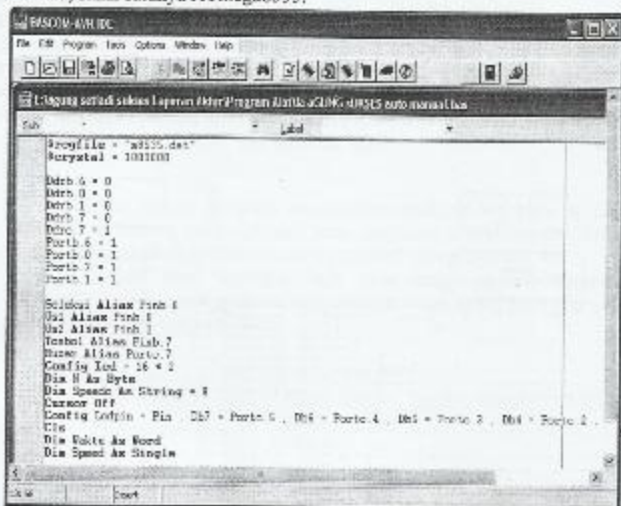 BASCOM-AVR IDE
File Edit Program Tools Options Window Help
Sub Label
$regfile = "m8535.dat"
$crystal = 1000000
Ddrb.6 = 0
Ddrb.0 = 0
Ddrb.1 = 0
Ddrb.7 = 0
Ddrc.7 = 1
Portb.6 = 1
Portb.0 = 1
Portb.7 = 1
Portb.1 = 1
Seleksi Alias Pinb.6
Us1 Alias Pinb.0
Us2 Alias Pinb.1
Tombol Alias Pinb.7
Buzer Alias Portc.7
Config Lcd = 16 * 2
Dim N As Byte
Dim Speeds As String * 8
Cursor Off
Config Lcdpin = Pin , Db7 = Portc.5 , Db6 = Portc.4 , Db5 = Portc.3 , Db4 = Portc.2 ,
Cls
Dim Waktu As Word
Dim Speed As Single
Insert